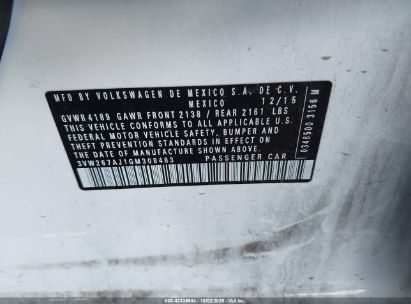 MFD BY VOLKSWAGEN DE MEXICO S.A. DE C.V.
MEXICO 12/16
GVWR 4189 GAWR FRONT 2138 / REAR 2161 LBS
THIS VEHICLE CONFORMS TO ALL APPLICABLE U.S.
FEDERAL MOTOR VEHICLE SAFETY, BUMPER AND
THEFT PREVENTION STANDARDS IN EFFECT
ON THE DATE OF MANUFACTURE SHOWN ABOVE
3VW267AJ1GM308483 PASSENGER CAR